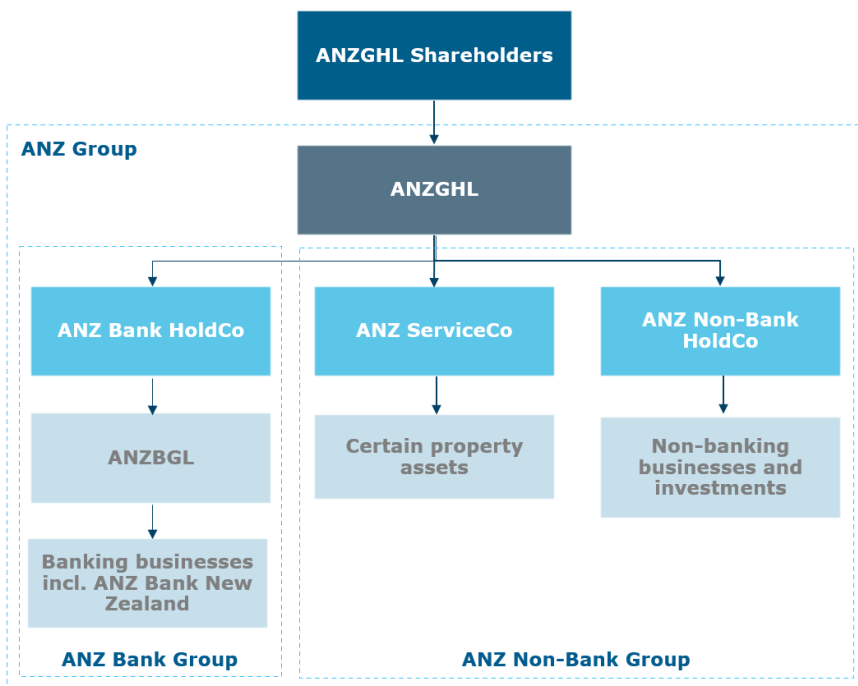 ANZGHL Shareholders
ANZ Group
ANZGHL
ANZ Bank HoldCo
ANZ ServiceCo
ANZ Non-Bank
HoldCo
ANZBGL
Certain property
assets
Non-banking
businesses and
investments
Banking businesses
incl. ANZ Bank New
Zealand
ANZ Bank Group
ANZ Non-Bank Group